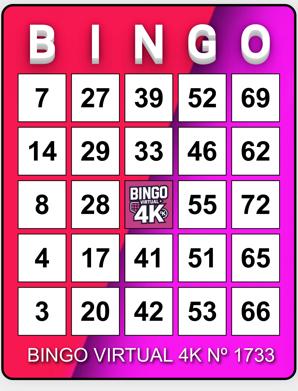 BINGO
7 27 39 52 69
14 29 33 46 62
8 28 BINGO VIRTUAL 4K 55 72
4 17 41 51 65
3 20 42 53 66
BINGO VIRTUAL 4K Nº 1733